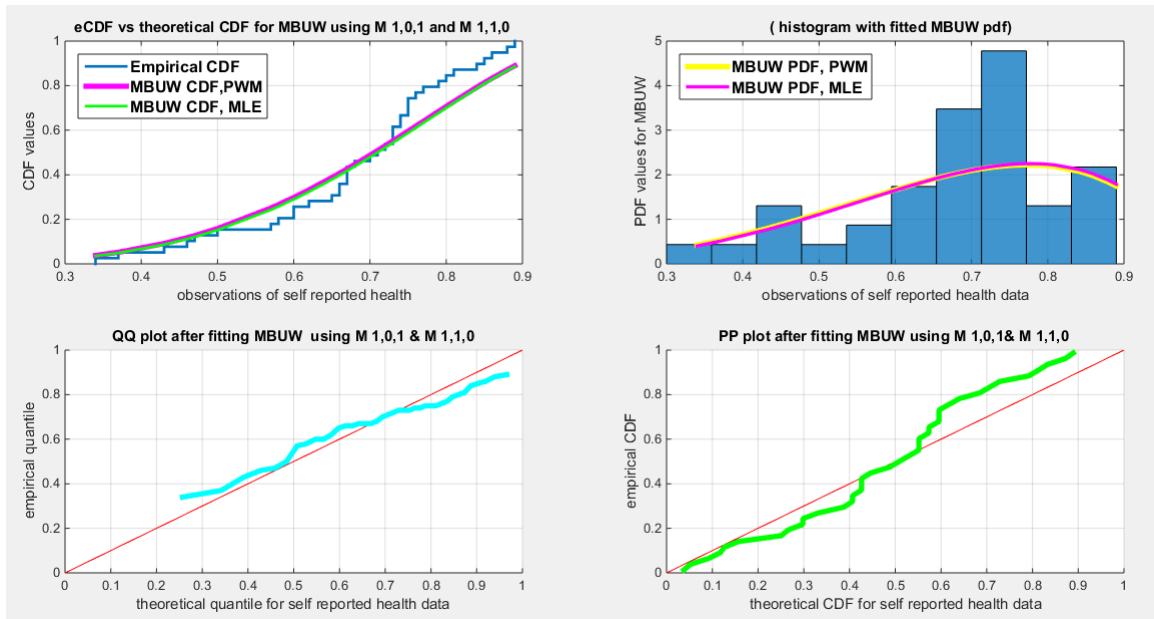 eCDF vs theoretical CDF for MBUW using M 1,0,1 and M 1,1,0
1
0.8
0.6
0.4
0.2
0
CDF values
Empirical CDF
MBUW CDF,PWM
MBUW CDF, MLE
0.3 0.4 0.5 0.6 0.7 0.8 0.9
observations of self reported health
( histogram with fitted MBUW pdf)
5
4
3
2
1
0
PDF values for MBUW
MBUW PDF, PWM
MBUW PDF, MLE
0.3 0.4 0.5 0.6 0.7 0.8 0.9
observations of self reported health data
QQ plot after fitting MBUW  using M 1,0,1 & M 1,1,0
1
0.8
0.6
0.4
0.2
0
empirical quantile
0 0.1 0.2 0.3 0.4 0.5 0.6 0.7 0.8 0.9 1
theoretical quantile for self reported health data
PP plot after fitting MBUW using M 1,0,1& M 1,1,0
1
0.8
0.6
0.4
0.2
0
empirical CDF
0 0.1 0.2 0.3 0.4 0.5 0.6 0.7 0.8 0.9 1
theoretical CDF for self reported health data